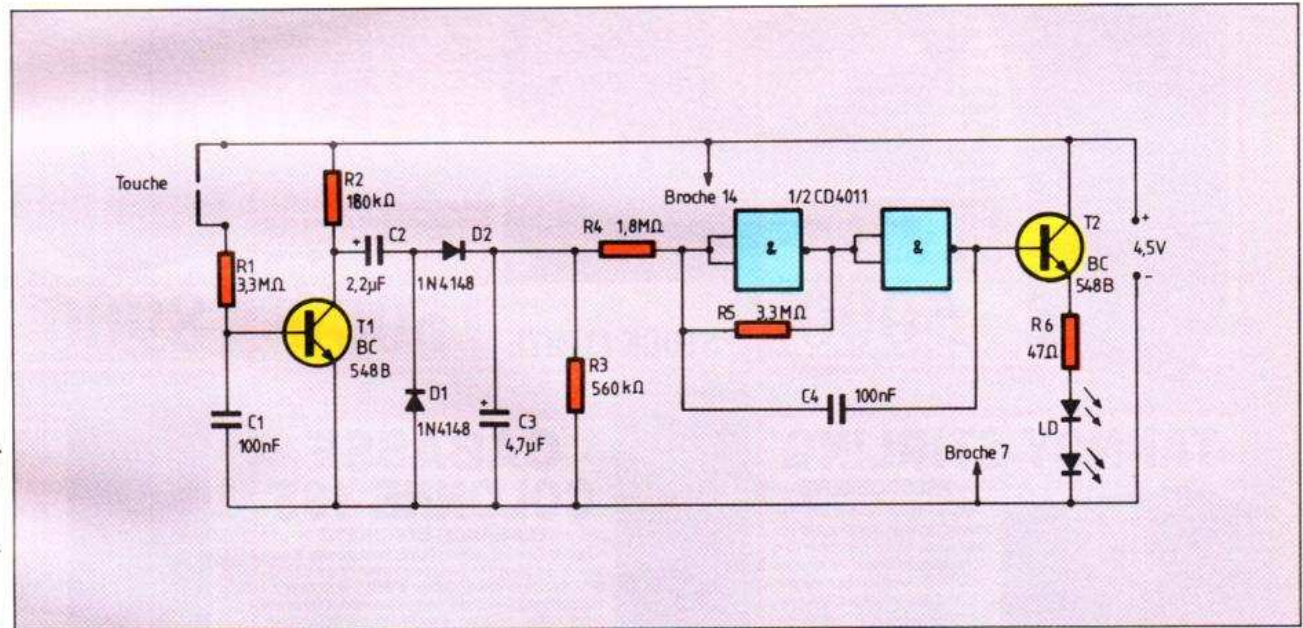 Touche
R1
3,3MΩ
C1
100nF
R2
180kΩ
T1
BC
548B
+
C2
2,2µF
D2
1N4148
D1
1N4148
+
C3
4,7µF
R3
560kΩ
R4 1,8MΩ
Broche 14
1/2 CD4011
&
&
R5 3,3MΩ
C4 100nF
Broche 7
T2
BC
548B
R6
47Ω
LD
+
4,5V
−